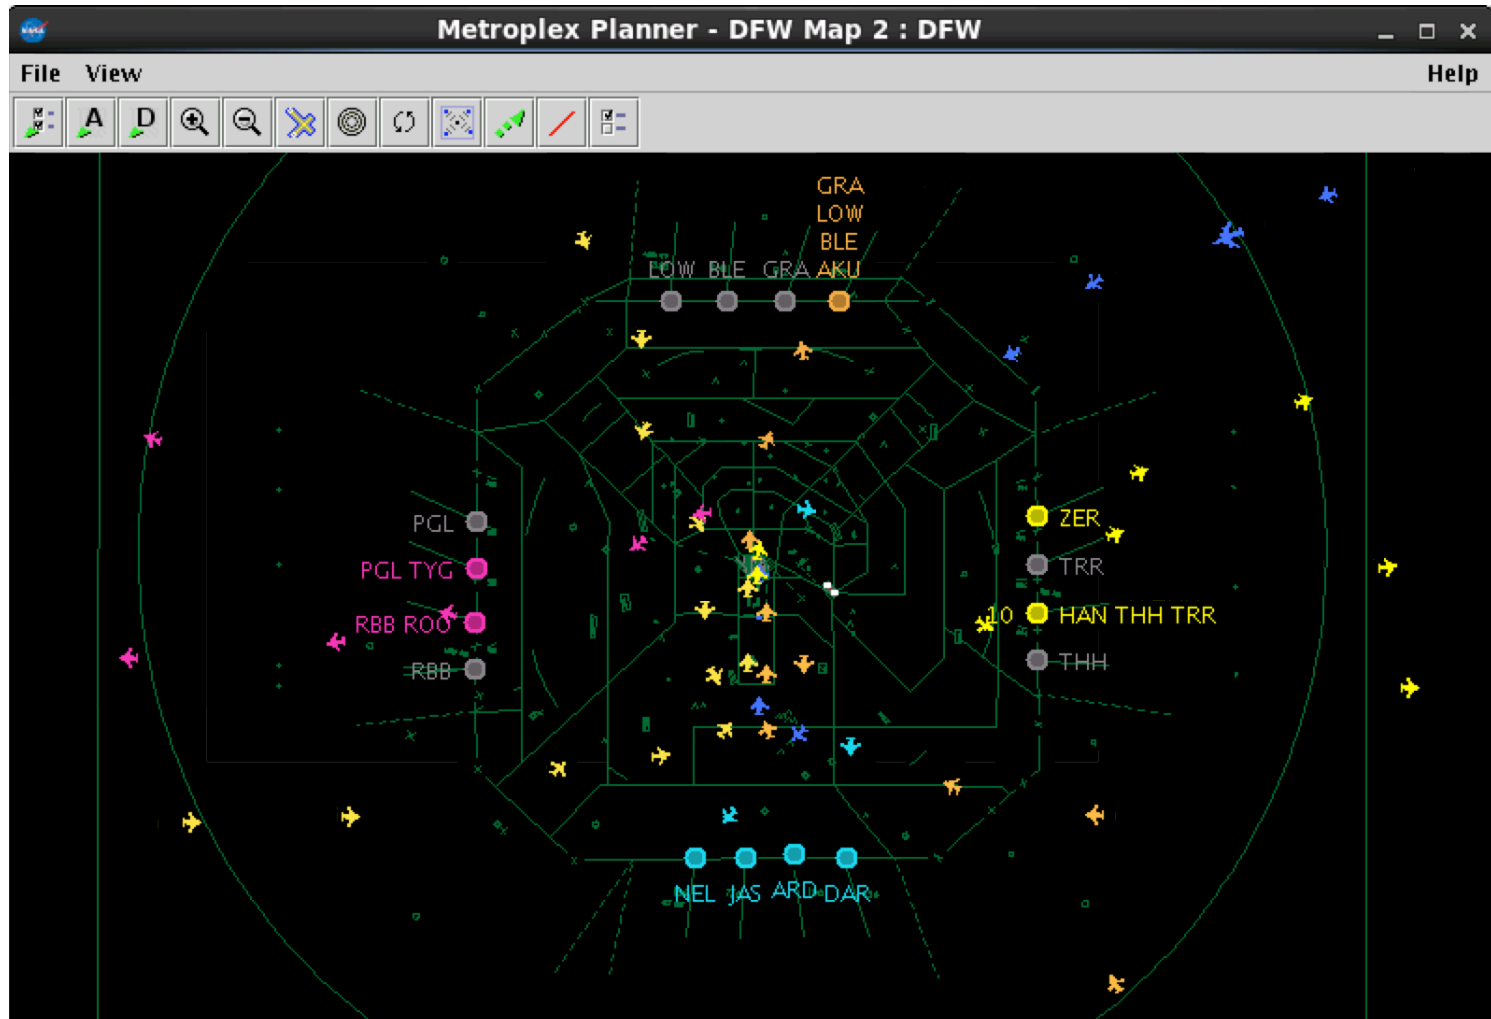 Metroplex Planner - DFW Map 2 : DFW
File View Help
A D
GRA
LOW
BLE
LOW BLE GRA AKU
PGL ZER
PGL TYG TRR
RBB ROO 10 HAN THH TRR
RBB THH
NEL JAS ARD DAR